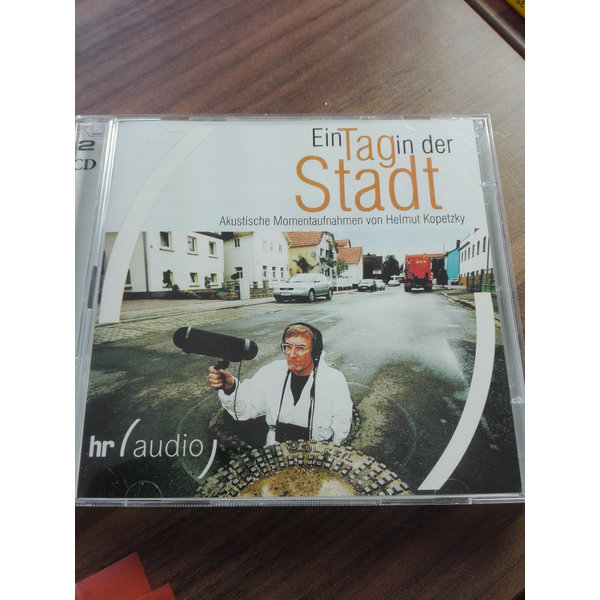 2
CD
Ein Tag in der
Stadt
Akustische Momentaufnahmen von Helmut Kopetzky
hr audio